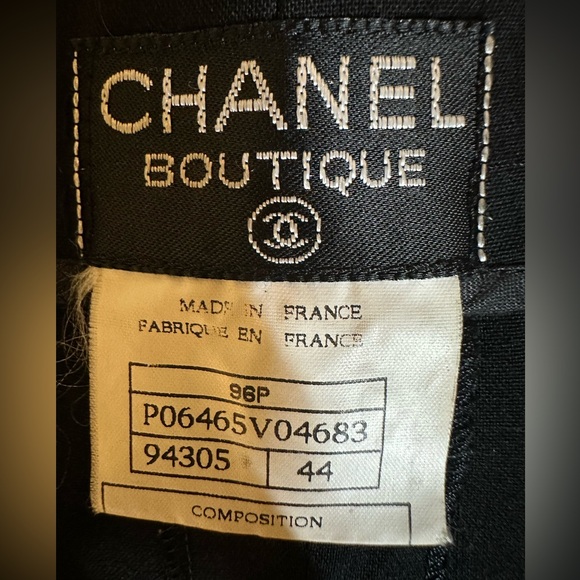 CHANEL
BOUTIQUE
MADE IN FRANCE
FABRIQUE EN FRANCE
96P
P06465V04683
94305 44
COMPOSITION